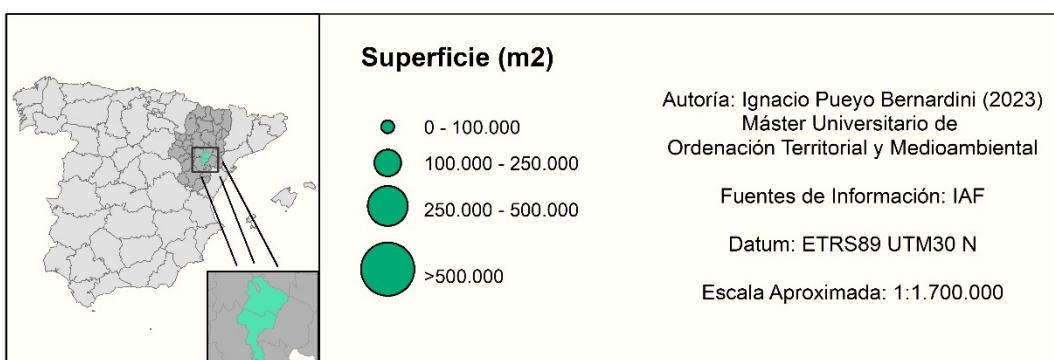 Superficie (m2)
0 - 100.000
100.000 - 250.000
250.000 - 500.000
>500.000
Autoría: Ignacio Pueyo Bernardini (2023)
Máster Universitario de
Ordenación Territorial y Medioambiental
Fuentes de Información: IAF
Datum: ETRS89 UTM30 N
Escala Aproximada: 1:1.700.000